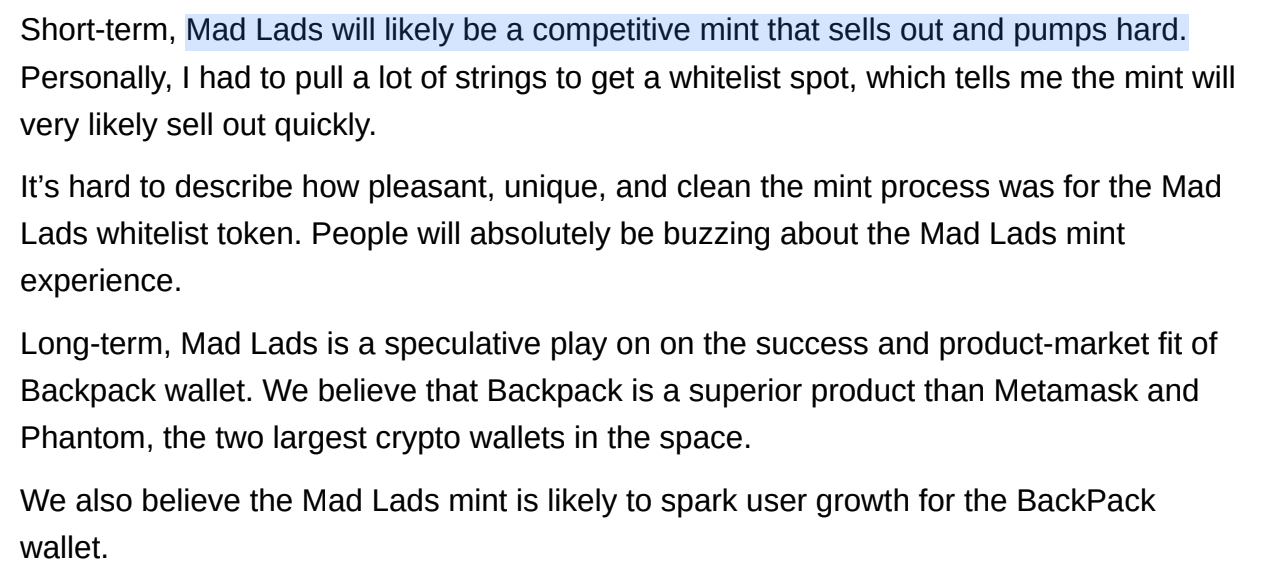 Short-term, Mad Lads will likely be a competitive mint that sells out and pumps hard.
Personally, I had to pull a lot of strings to get a whitelist spot, which tells me the mint will
very likely sell out quickly.
It’s hard to describe how pleasant, unique, and clean the mint process was for the Mad
Lads whitelist token. People will absolutely be buzzing about the Mad Lads mint
experience.
Long-term, Mad Lads is a speculative play on on the success and product-market fit of
Backpack wallet. We believe that Backpack is a superior product than Metamask and
Phantom, the two largest crypto wallets in the space.
We also believe the Mad Lads mint is likely to spark user growth for the BackPack
wallet.